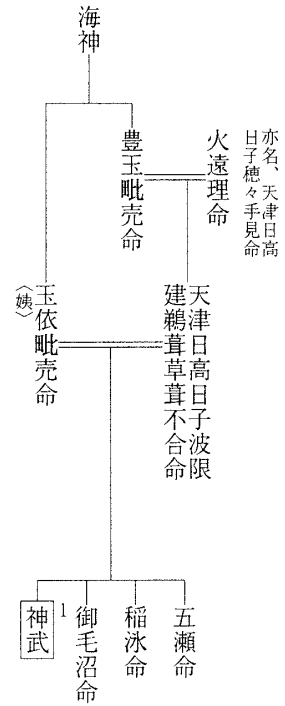 海神
亦名、天津日高
日子穂々手見命
火遠理命
豊玉毗売命
天津日高日子波限
建鵜葺草葺不合命
玉依毗売命
〈姨〉
五瀬命
稲氷命
御毛沼命
1
神武